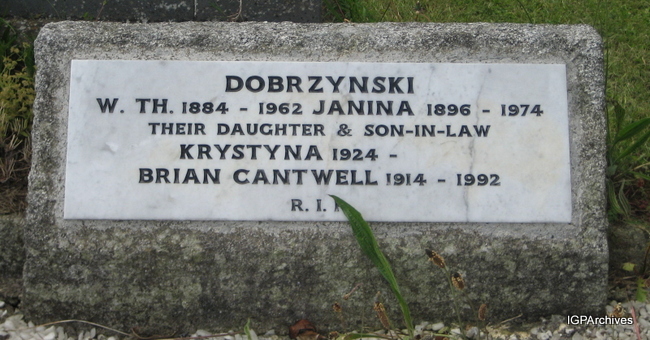 DOBRZYNSKI
W. TH. 1884 - 1962 JANINA 1896 - 1974
THEIR DAUGHTER & SON-IN-LAW
KRYSTYNA 1924 -
BRIAN CANTWELL 1914 - 1992
R. I.
IGPArchives